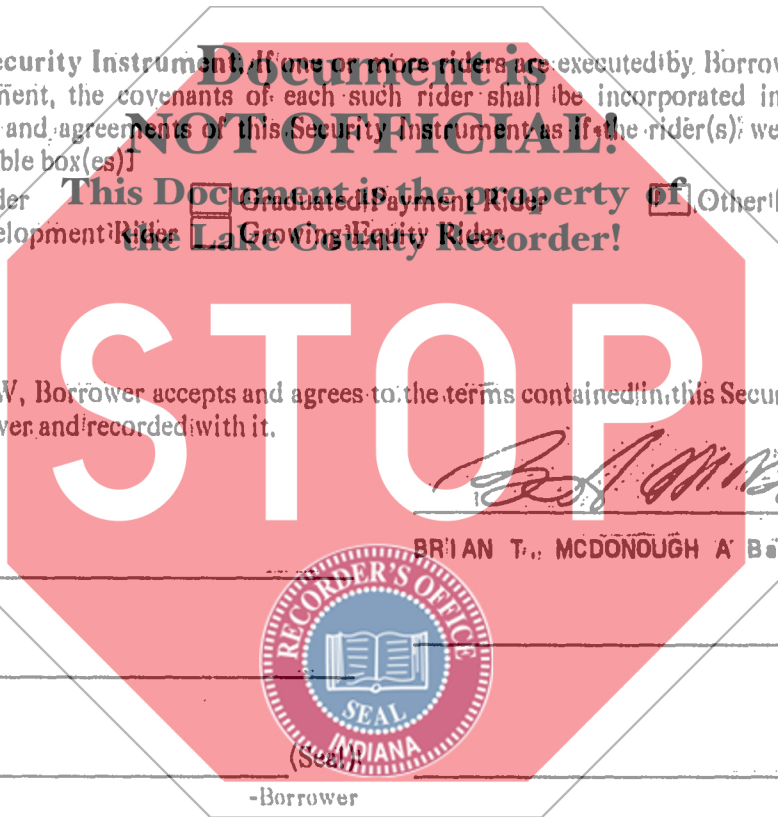 Document is
NOT OFFICIAL!
This Document is the property of
the Lake County Recorder!
STOP
ecurity Instrument. If one or more riders are executed by Borrow
ment, the covenants of each such rider shall be incorporated in
and agreements of this Security Instrument as if the rider(s) we
ble box(es)]
der Graduated Payment Rider Other
elopment Rider Growing Equity Rider
V, Borrower accepts and agrees to the terms contained in this Secur
wer and recorded with it.
BRIAN T. MCDONOUGH A Ba
RECORDER'S OFFICE
SEAL
INDIANA
(Seal)
-Borrower